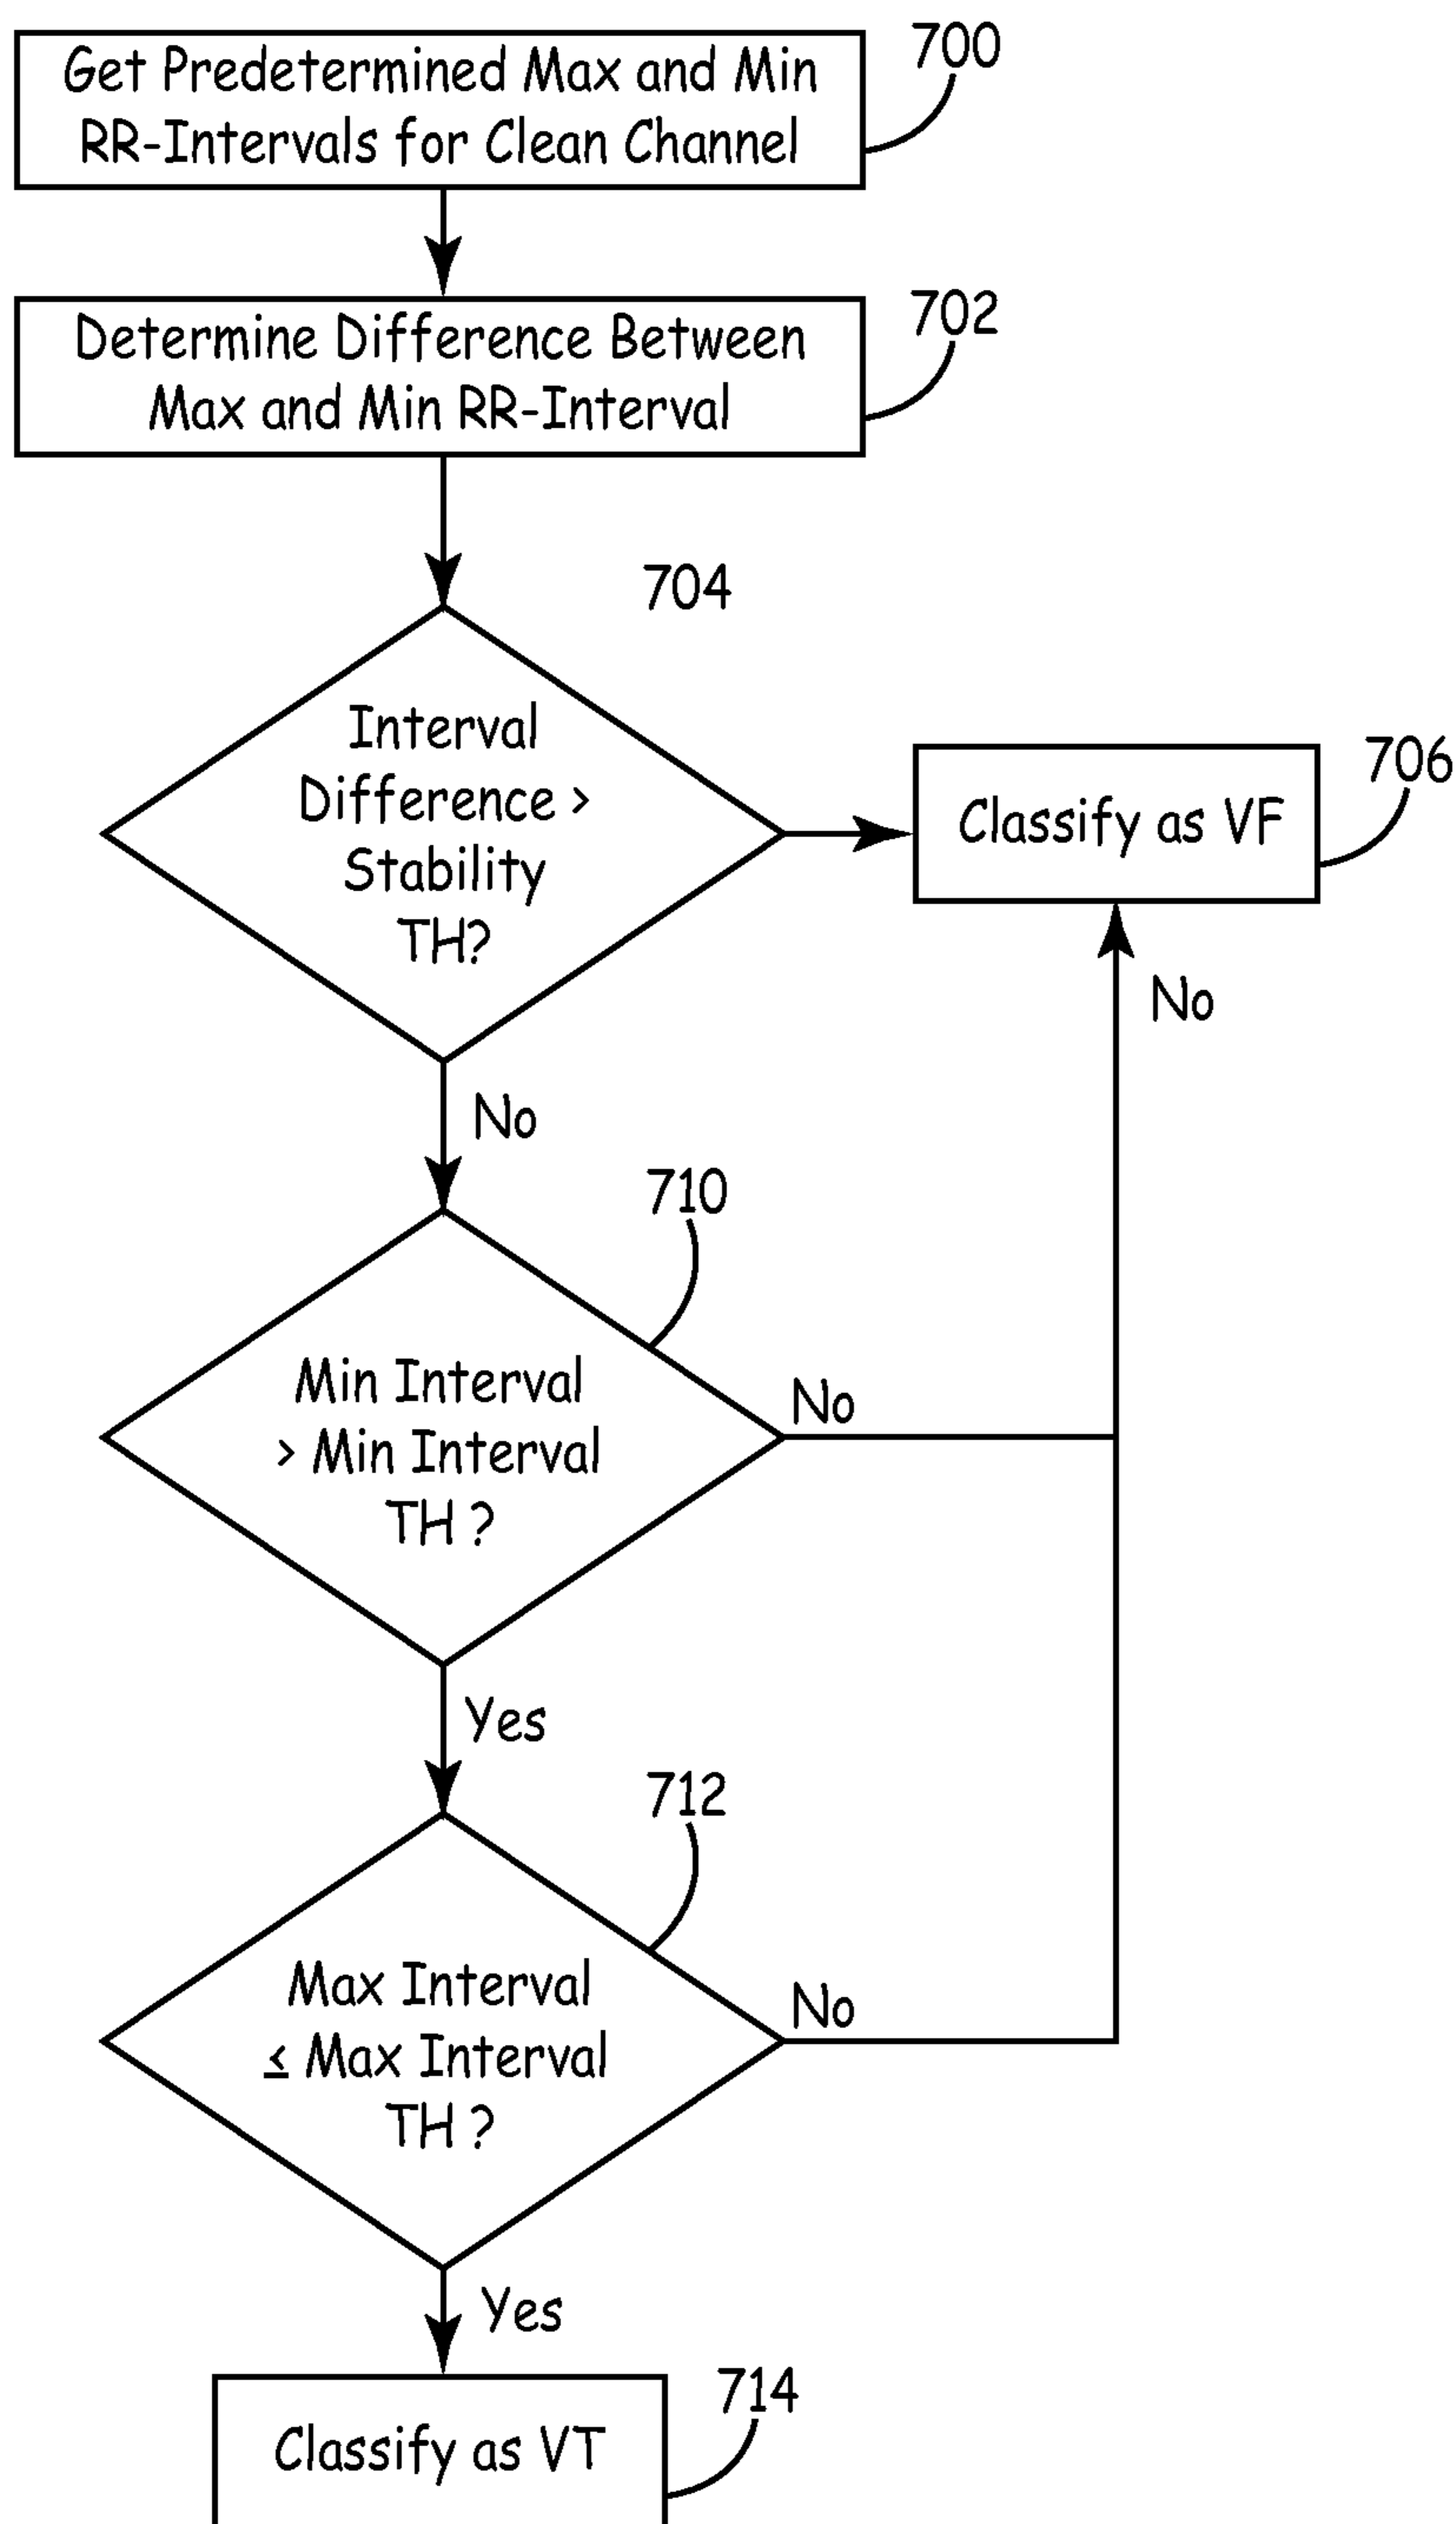 Get Predetermined Max and Min
RR-Intervals for Clean Channel
700
Determine Difference Between
Max and Min RR-Interval
702
704
Interval
Difference >
Stability
TH?
Classify as VF
706
No
No
710
Min Interval
> Min Interval
TH ?
No
Yes
712
Max Interval
≤ Max Interval
TH ?
No
Yes
714
Classify as VT